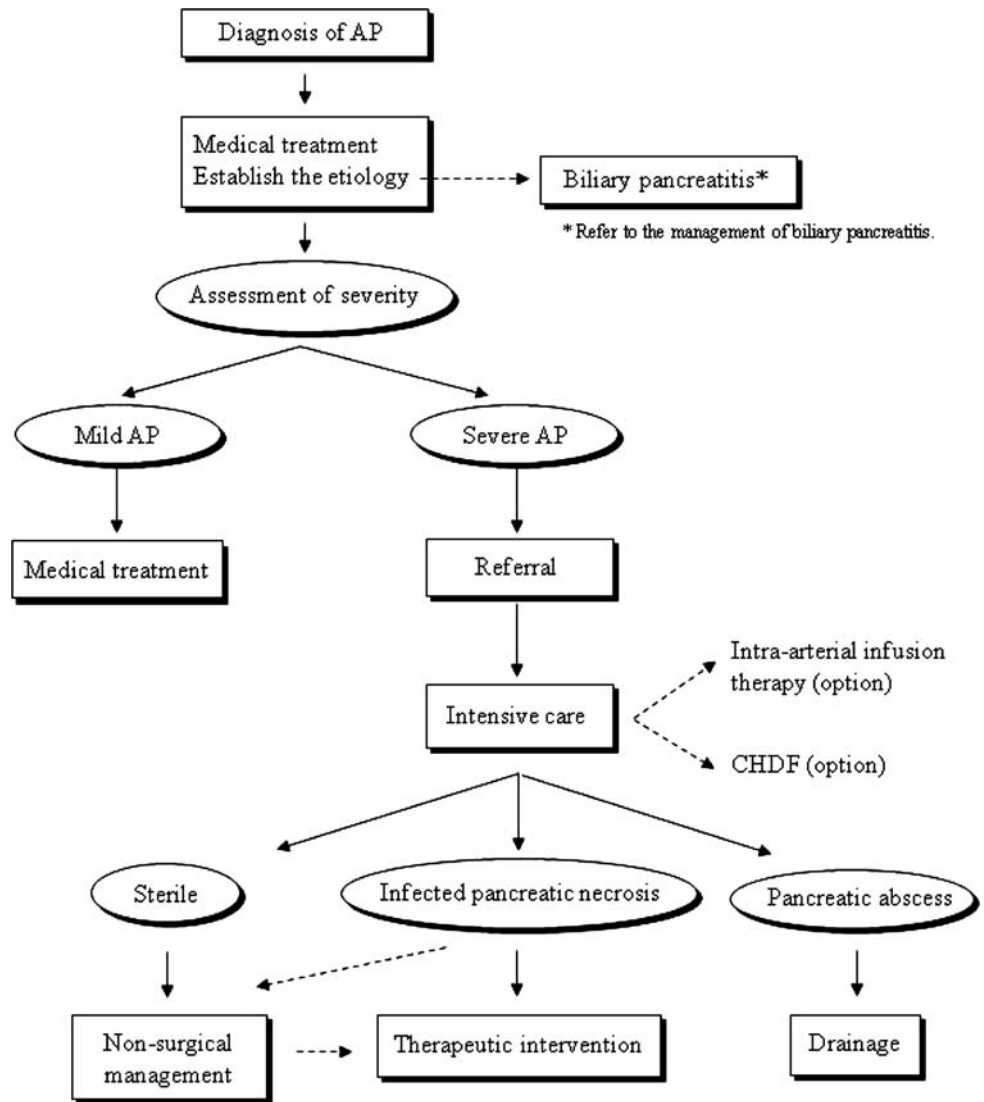 Diagnosis of AP
Medical treatment
Establish the etiology
Biliary pancreatitis*
* Refer to the management of biliary pancreatitis.
Assessment of severity
Mild AP
Severe AP
Medical treatment
Referral
Intensive care
Intra-arterial infusion
therapy (option)
CHDF (option)
Sterile
Infected pancreatic necrosis
Pancreatic abscess
Non-surgical
management
Therapeutic intervention
Drainage